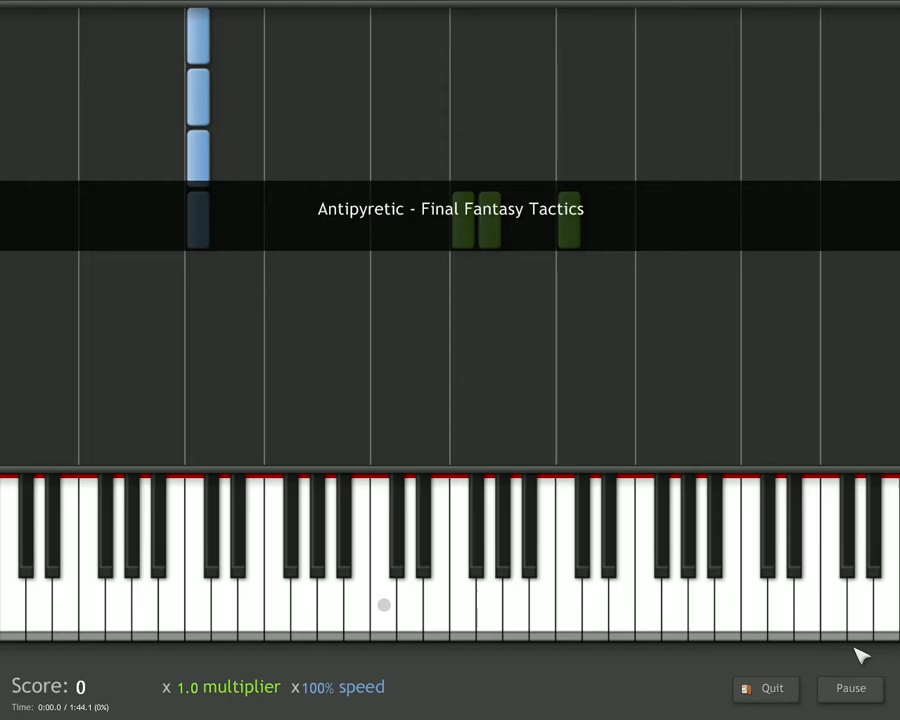 Antipyretic - Final Fantasy Tactics
Score: 0 x 1.0 multiplier x100% speed
Quit Pause
Time: 0:00.0 / 1:44.1 (0%)